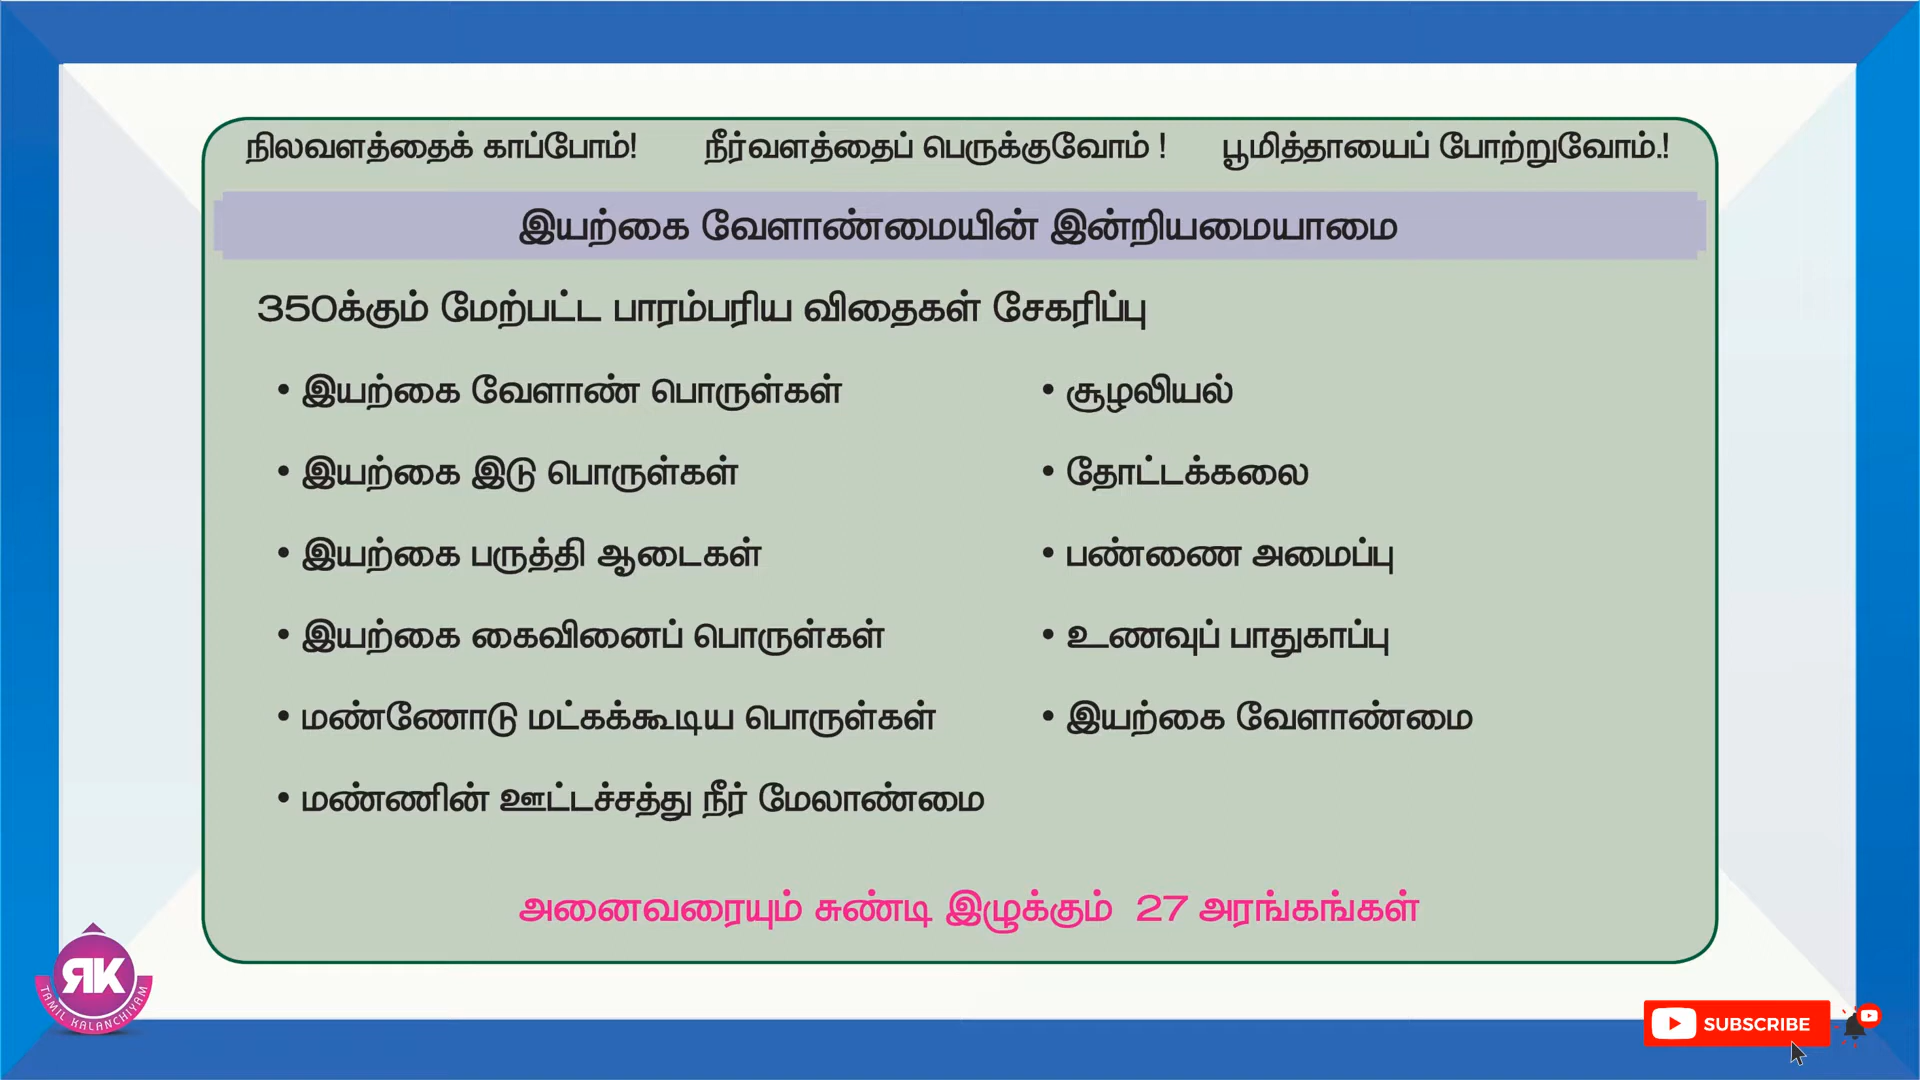 நிலவளத்தைக் காப்போம்! நீர்வளத்தைப் பெருக்குவோம் ! பூமித்தாயைப் போற்றுவோம்.!
இயற்கை வேளாண்மையின் இன்றியமையாமை
350க்கும் மேற்பட்ட பாரம்பரிய விதைகள் சேகரிப்பு
• இயற்கை வேளாண் பொருள்கள்
• இயற்கை இடு பொருள்கள்
• இயற்கை பருத்தி ஆடைகள்
• இயற்கை கைவினைப் பொருள்கள்
• மண்ணோடு மட்கக்கூடிய பொருள்கள்
• மண்ணின் ஊட்டச்சத்து நீர் மேலாண்மை
• சூழலியல்
• தோட்டக்கலை
• பண்ணை அமைப்பு
• உணவுப் பாதுகாப்பு
• இயற்கை வேளாண்மை
அனைவரையும் சுண்டி இழுக்கும் 27 அரங்கங்கள்
ЯK
TAMIL KALANCHIYAM
SUBSCRIBE